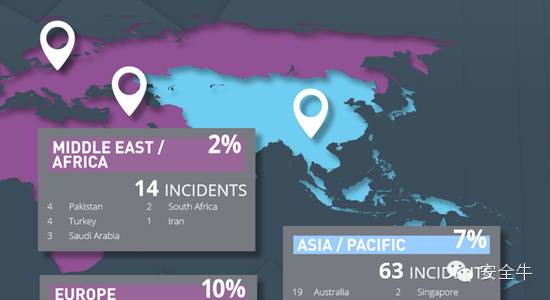 MIDDLE EAST / AFRICA 2%
14 INCIDENTS
4 Pakistan 2 South Africa
4 Turkey 1 Iran
3 Saudi Arabia
ASIA / PACIFIC 7%
63 INCIDENTS
19 Australia 2 Singapore
EUROPE 10%
安全牛